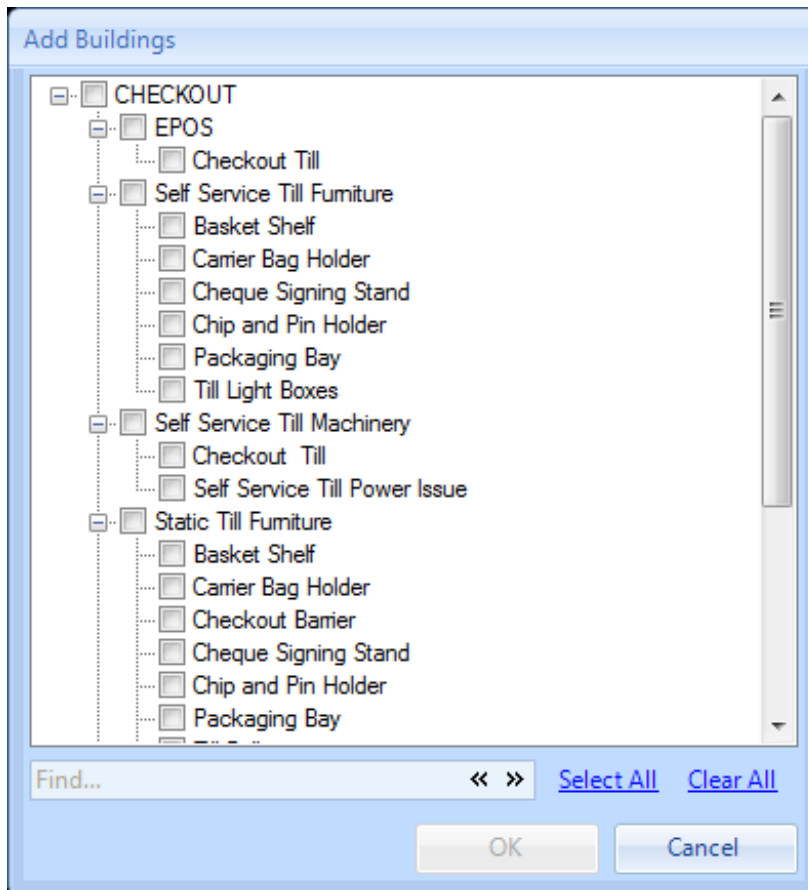 Add Buildings
CHECKOUT
EPOS
Checkout Till
Self Service Till Furniture
Basket Shelf
Carrier Bag Holder
Cheque Signing Stand
Chip and Pin Holder
Packaging Bay
Till Light Boxes
Self Service Till Machinery
Checkout  Till
Self Service Till Power Issue
Static Till Furniture
Basket Shelf
Carrier Bag Holder
Checkout Barrier
Cheque Signing Stand
Chip and Pin Holder
Packaging Bay
Find... « » Select All Clear All
OK Cancel